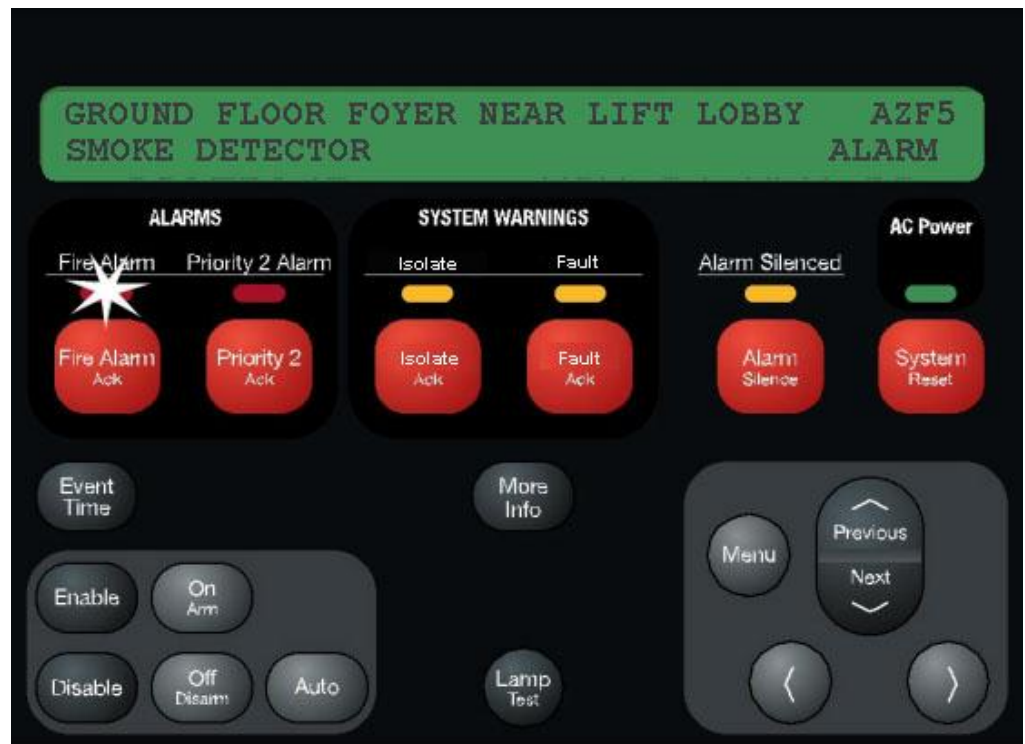 GROUND FLOOR FOYER NEAR LIFT LOBBY AZF5
SMOKE DETECTOR ALARM
ALARMS
SYSTEM WARNINGS
AC Power
Fire Alarm
Priority 2 Alarm
Isolate
Fault
Alarm Silenced
Fire Alarm
Ack
Priority 2
Ack
Isolate
Ack
Fault
Ack
Alarm
Silence
System
Reset
Event
Time
More
Info
Menu
Previous
Next
Enable
On
Arm
Disable
Off
Disarm
Auto
Lamp
Test